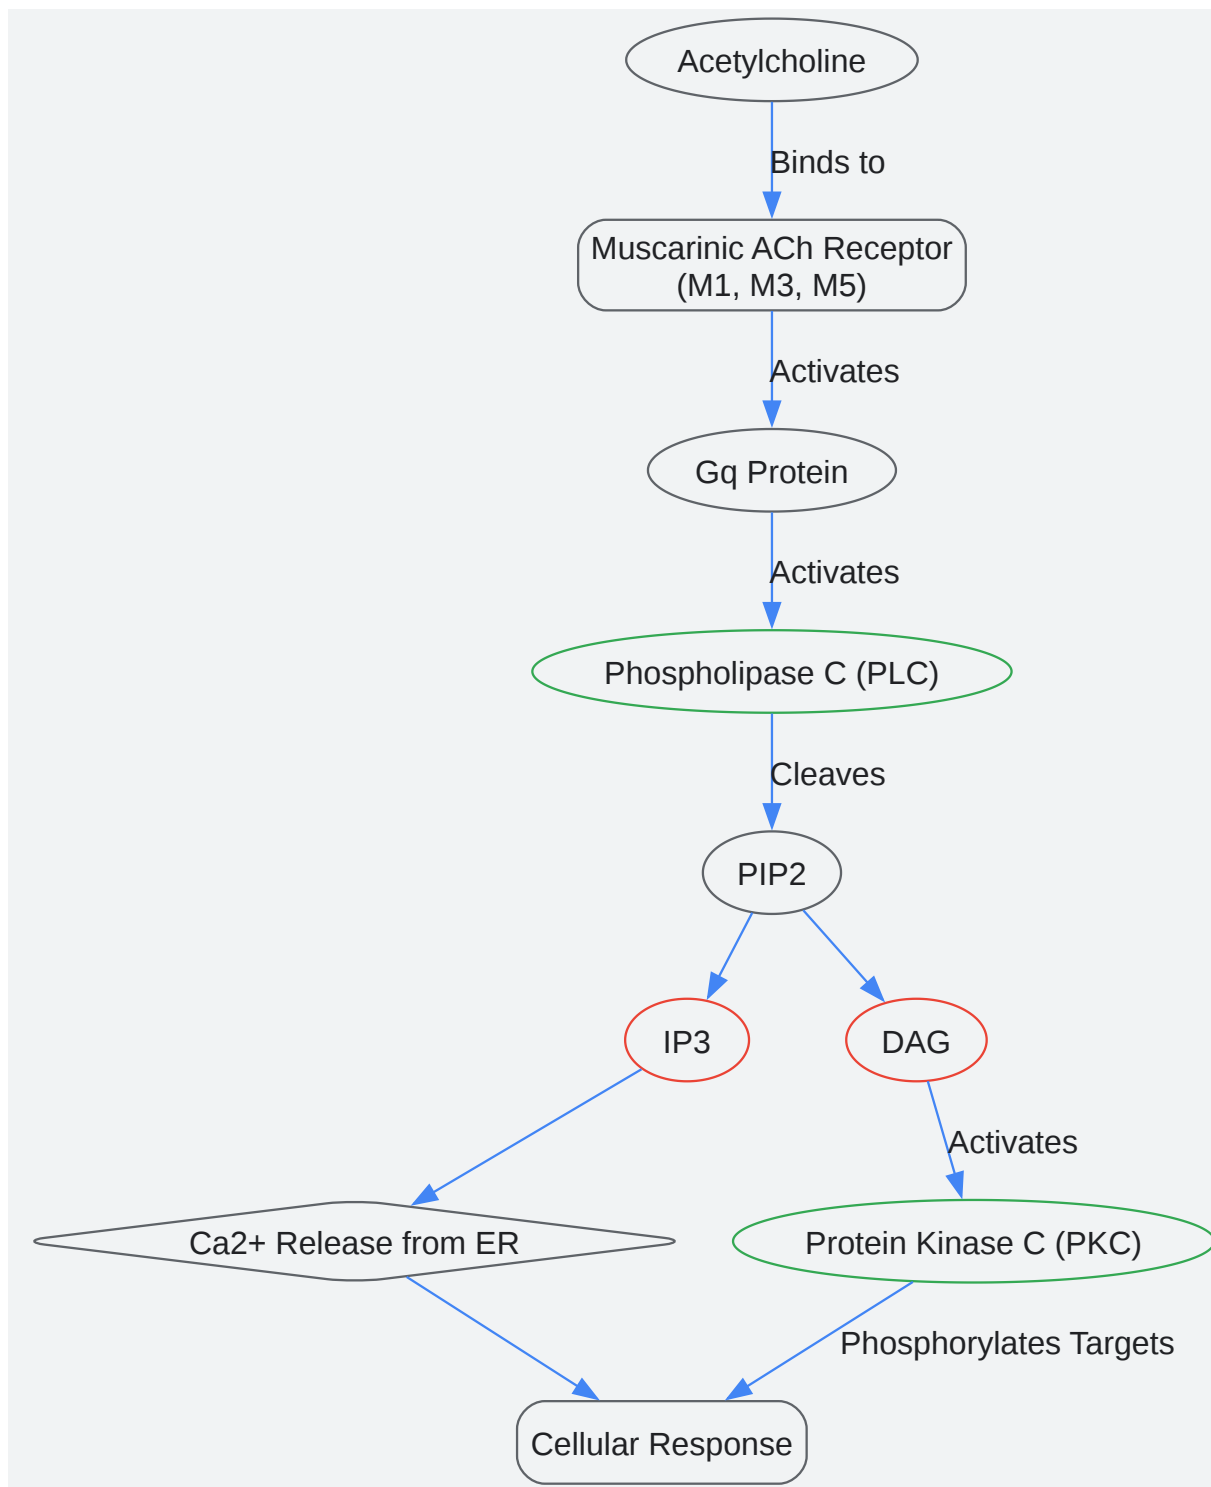 Acetylcholine
Binds to
Muscarinic ACh Receptor
(M1, M3, M5)
Activates
Gq Protein
Activates
Phospholipase C (PLC)
Cleaves
PIP2
IP3
DAG
Activates
Ca2+ Release from ER
Protein Kinase C (PKC)
Phosphorylates Targets
Cellular Response